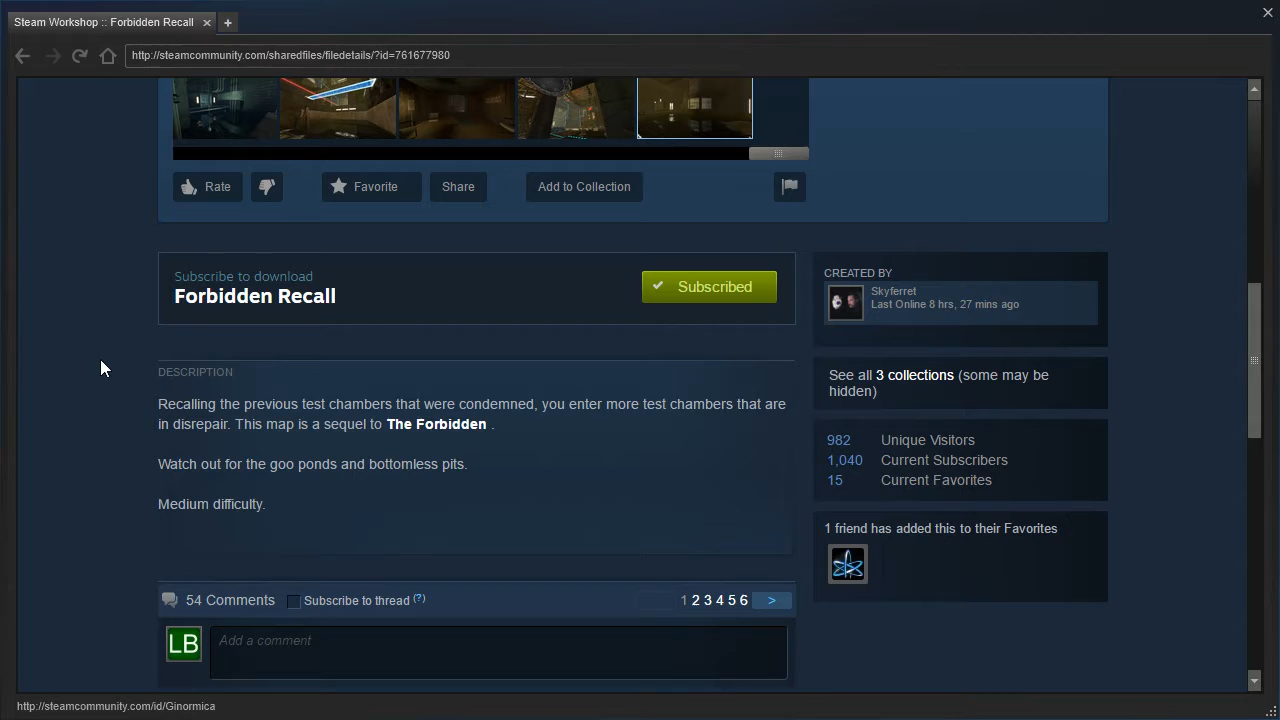 Steam Workshop :: Forbidden Recall
http://steamcommunity.com/sharedfiles/filedetails/?id=761677980
Rate
Favorite
Share
Add to Collection
Subscribe to download
Forbidden Recall
Subscribed
CREATED BY
Skyferret
Last Online 8 hrs, 27 mins ago
See all 3 collections (some may be
hidden)
DESCRIPTION
Recalling the previous test chambers that were condemned, you enter more test chambers that are
in disrepair. This map is a sequel to The Forbidden .
Watch out for the goo ponds and bottomless pits.
Medium difficulty.
982 Unique Visitors
1,040 Current Subscribers
15 Current Favorites
1 friend has added this to their Favorites
54 Comments Subscribe to thread (?) 1 2 3 4 5 6 >
LB
Add a comment
http://steamcommunity.com/id/Ginormica